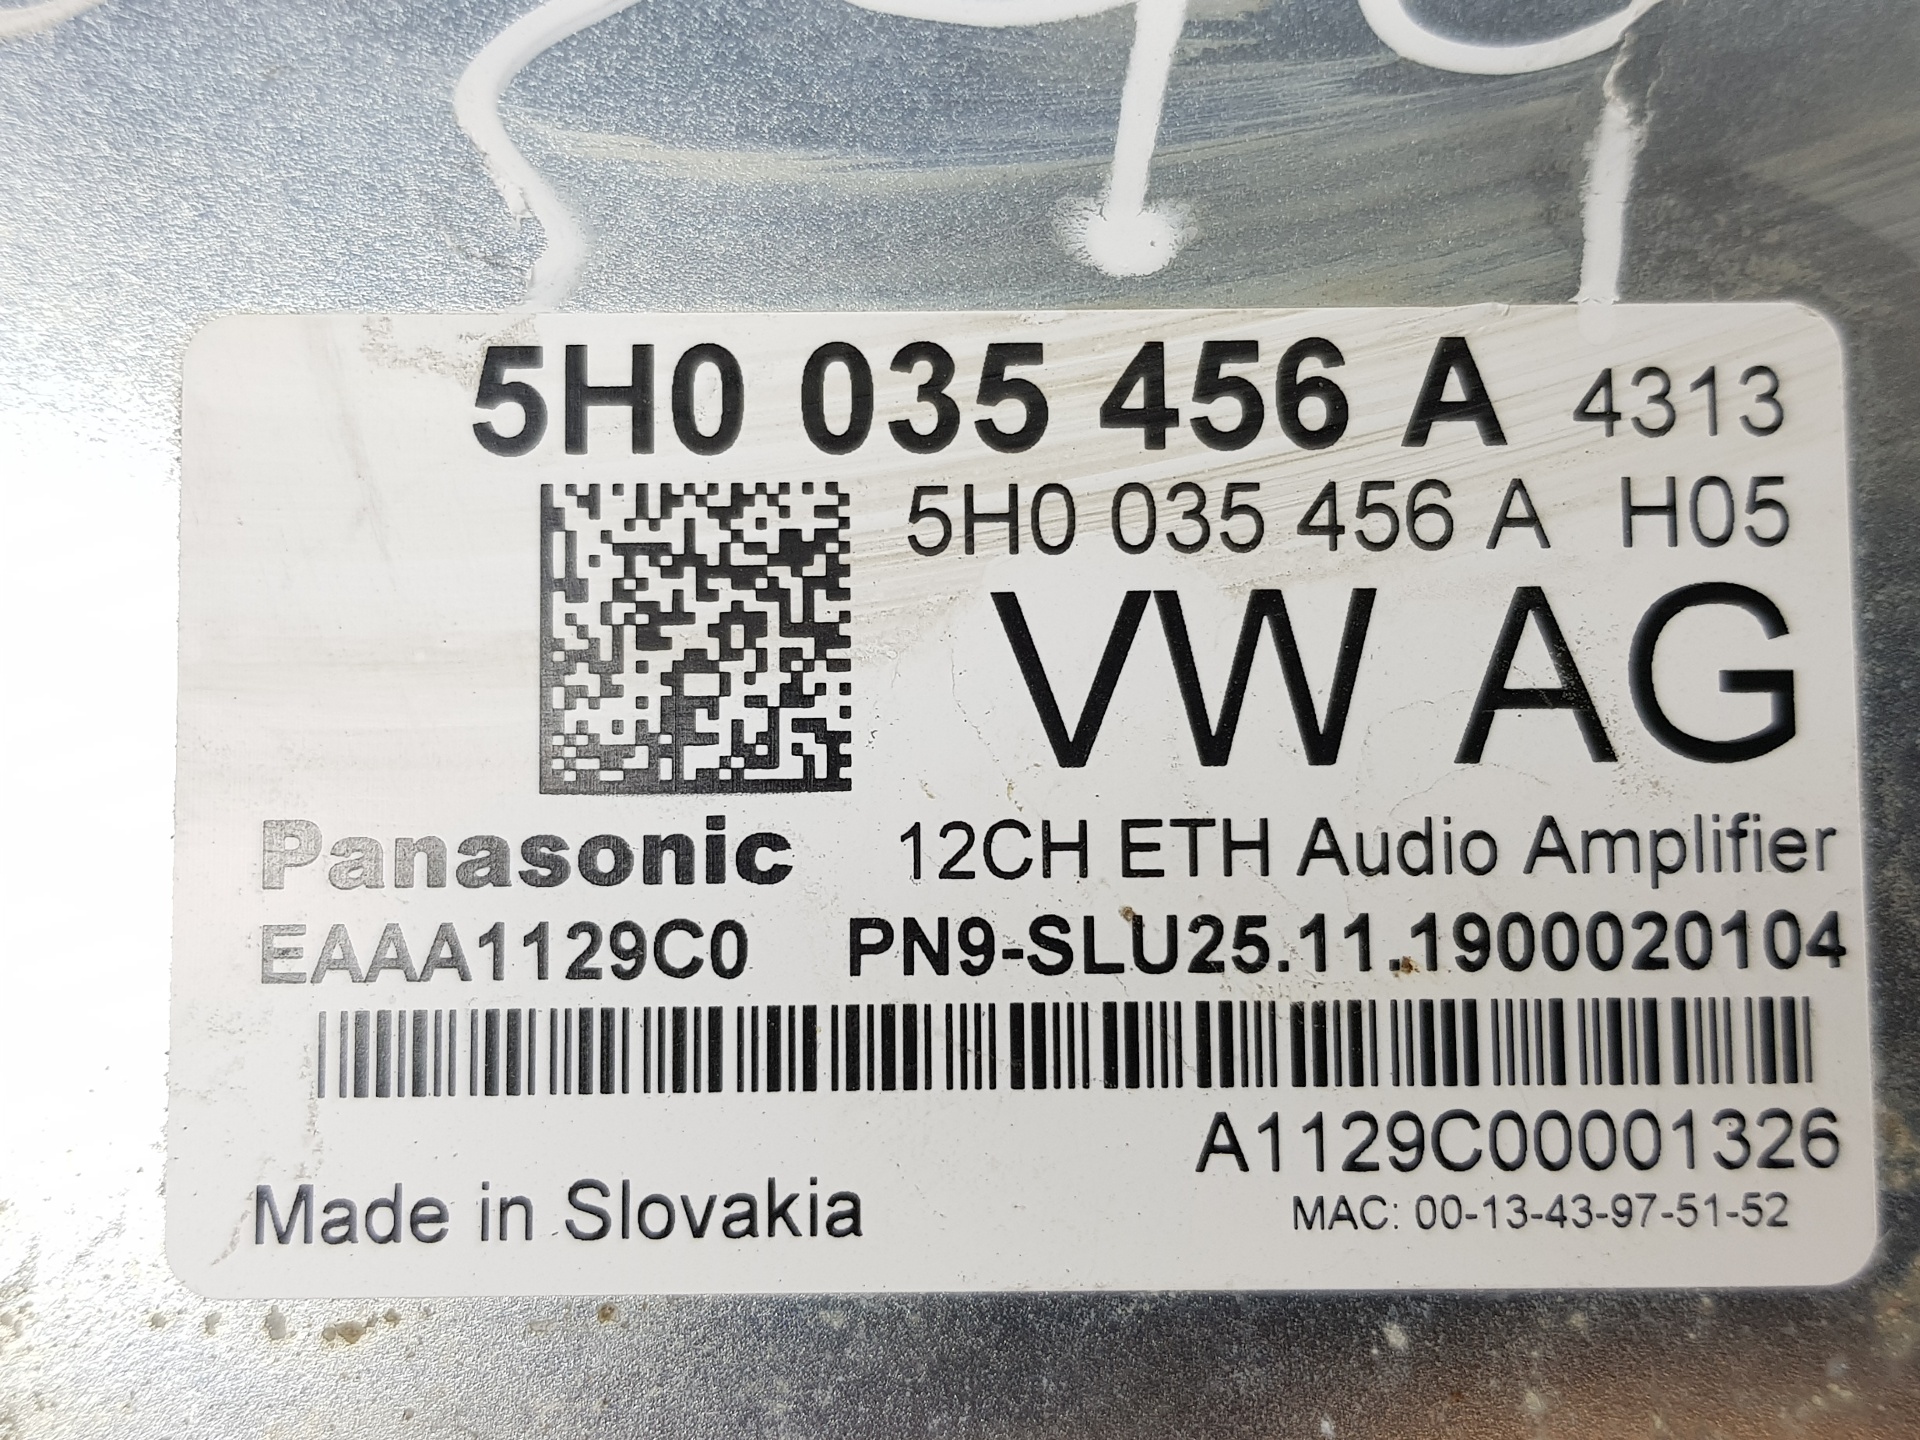 5H0 035 456 A 4313
5H0 035 456 A H05
VW AG
Panasonic 12CH ETH Audio Amplifier
EAAA1129C0 PN9-SLU25.11.1900020104
A1129C00001326
Made in Slovakia MAC: 00-13-43-97-51-52